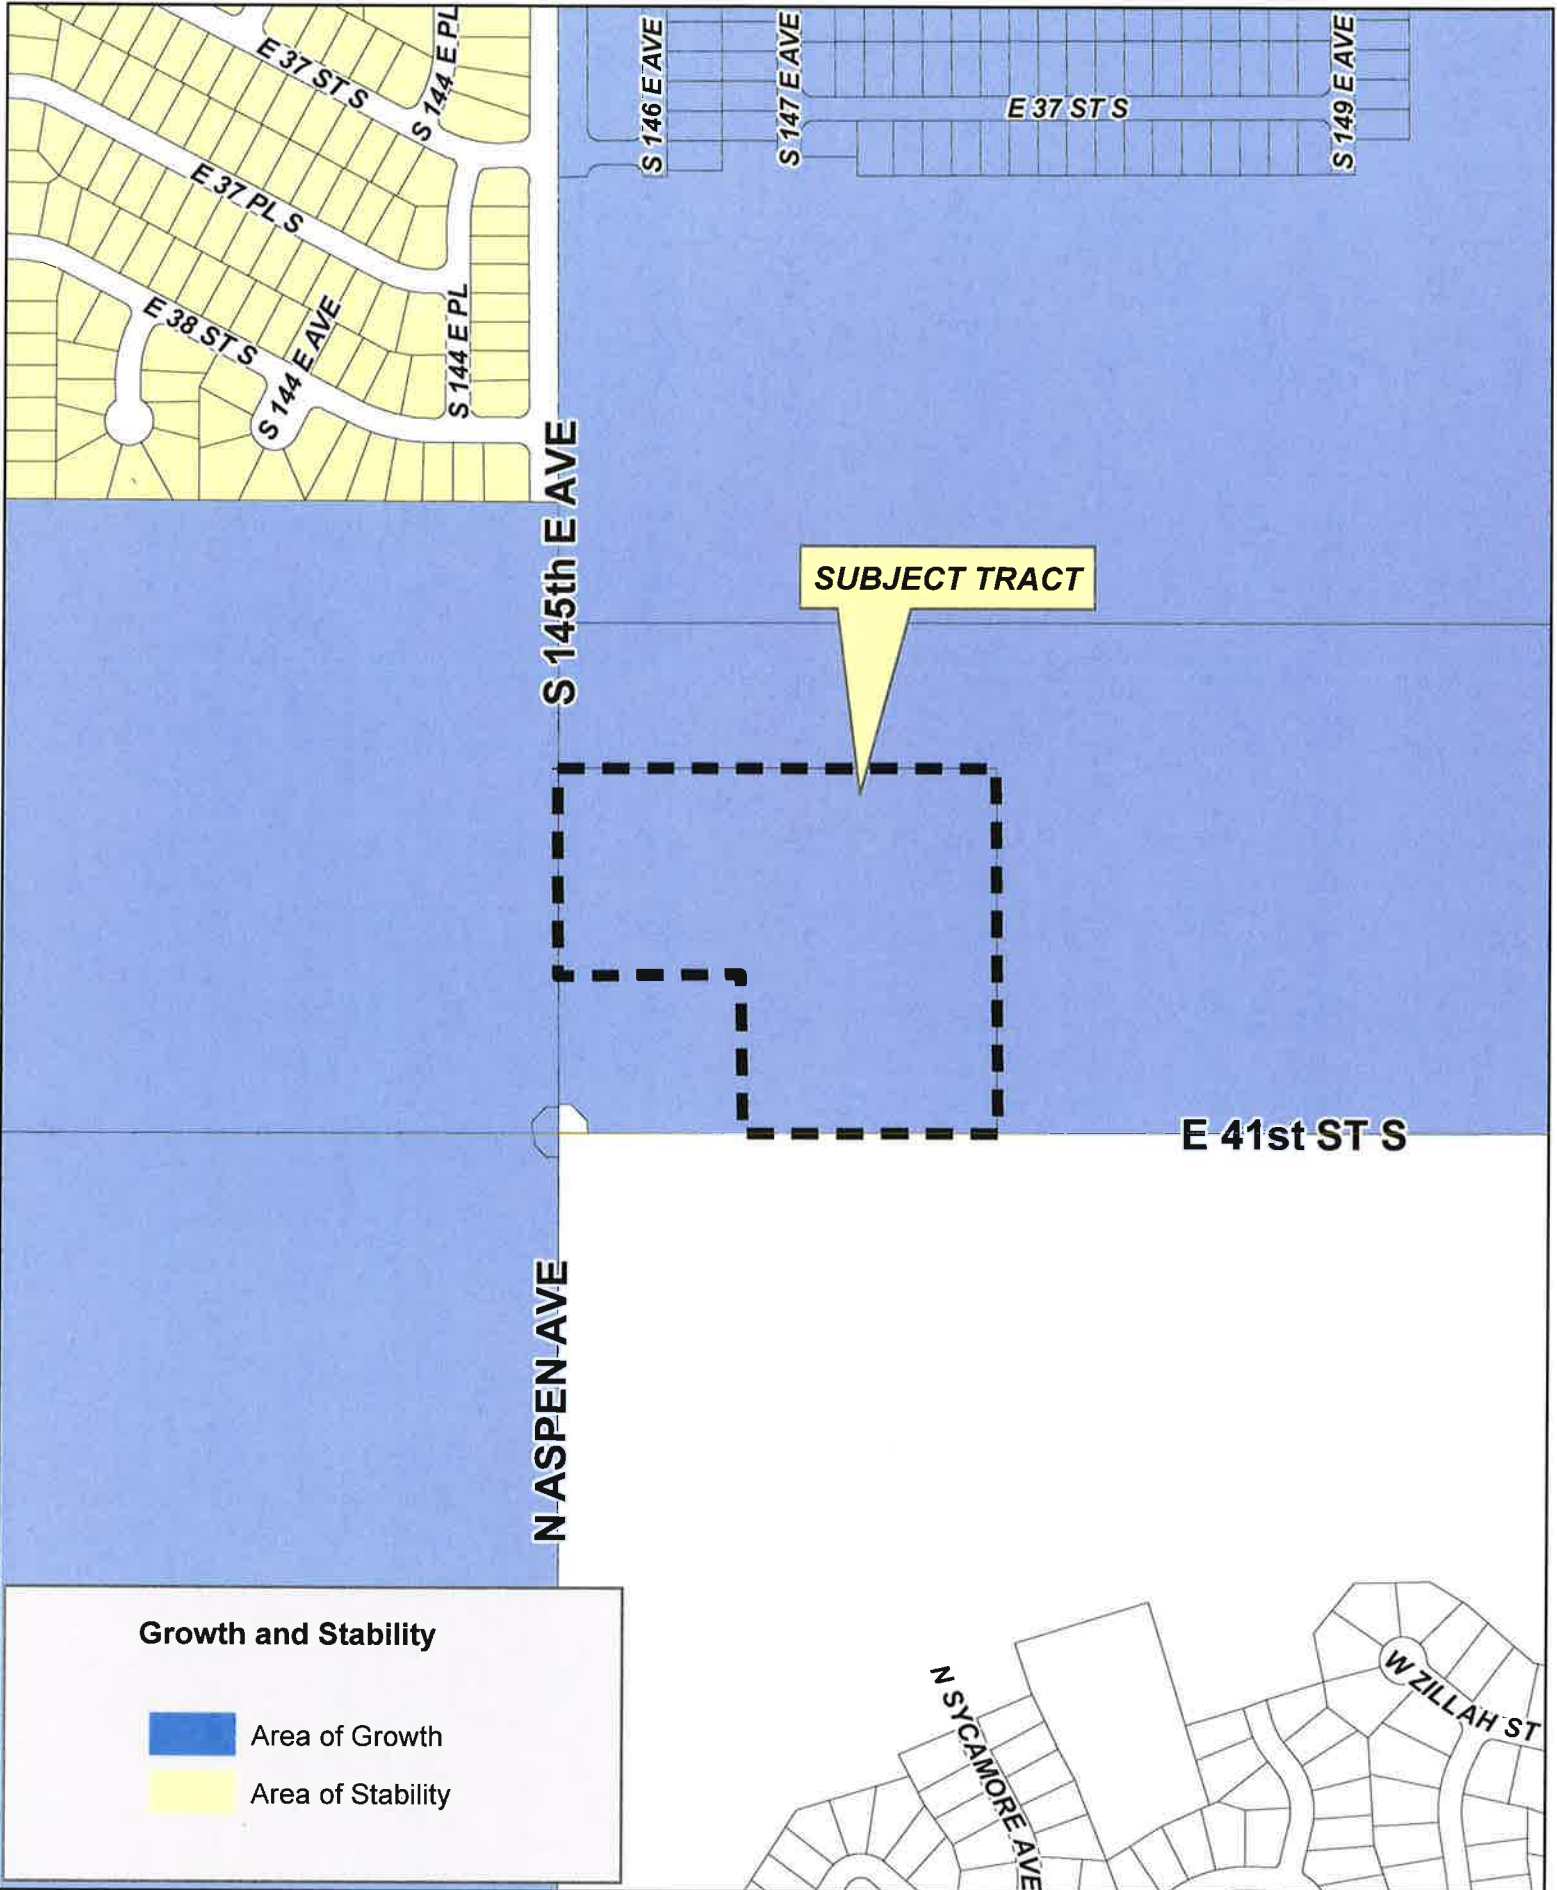 E 37 ST S
S 144 E PL
S 146 E AVE
S 147 E AVE
E 37 ST S
S 149 E AVE
E 37 PL S
E 38 ST S
S 144 E AVE
S 144 E PL
S 145th E AVE
SUBJECT TRACT
E 41st ST S
N ASPEN AVE
Growth and Stability
Area of Growth
Area of Stability
N SYCAMORE AVE
W ZILLAH ST